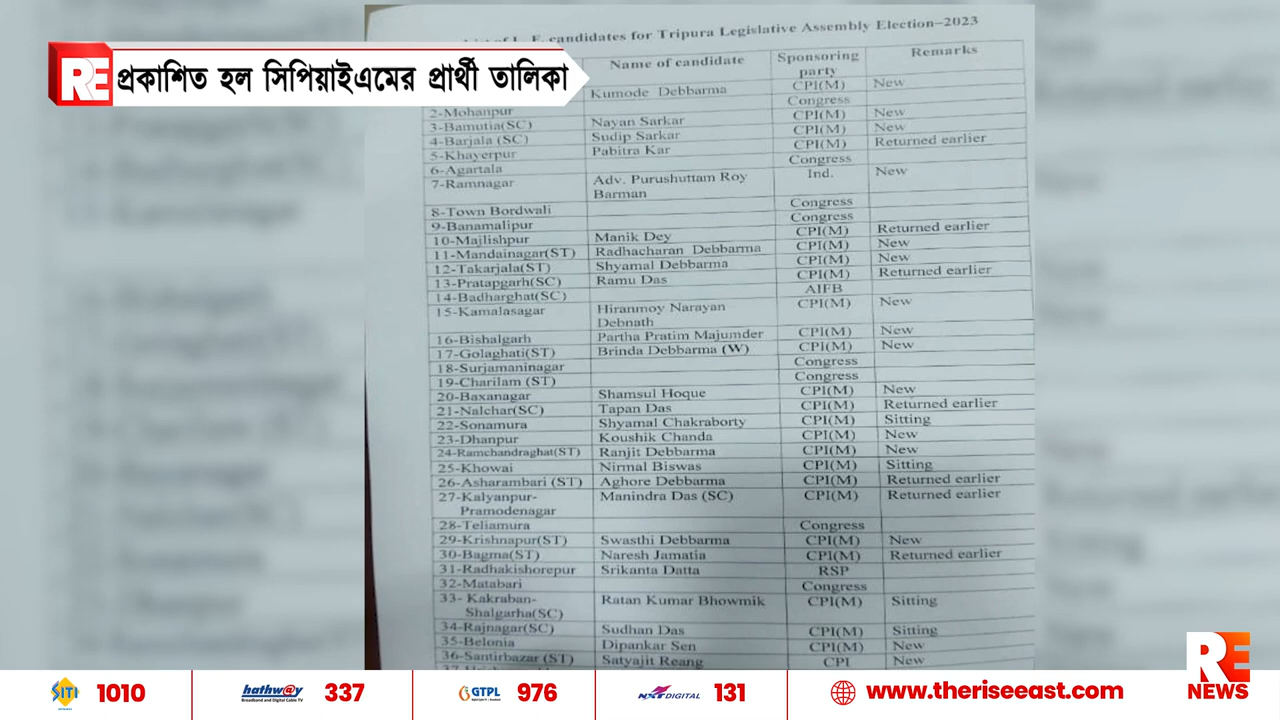 L. F. candidates for Tripura Legislative Assembly Election–2023
RE প্রকাশিত হল সিপিয়াইএমের প্রার্থী তালিকা
Name of candidate Sponsoring party Remarks
Kumode Debbarma CPI(M) New
2-Mohanpur Congress
3-Bamutia(SC) Nayan Sarkar CPI(M) New
4-Barjala (SC) Sudip Sarkar CPI(M) New
5-Khayerpur Pabitra Kar CPI(M) Returned earlier
6-Agartala Congress
7-Ramnagar Adv. Purushuttam Roy Barman Ind. New
8-Town Bordwali Congress
9-Banamalipur Congress
10-Majlishpur Manik Dey CPI(M) Returned earlier
11-Mandainagar(ST) Radhacharan Debbarma CPI(M) New
12-Takarjala(ST) Shyamal Debbarma CPI(M) New
13-Pratapgarh(SC) Ramu Das CPI(M) Returned earlier
14-Badharghat(SC) AIFB
15-Kamalasagar Hiranmoy Narayan Debnath CPI(M) New
16-Bishalgarh Partha Pratim Majumder CPI(M) New
17-Golaghati(ST) Brinda Debbarma (W) CPI(M) New
18-Surjamaninagar Congress
19-Charilam (ST) Congress
20-Baxanagar Shamsul Hoque CPI(M) New
21-Nalchar(SC) Tapan Das CPI(M) Returned earlier
22-Sonamura Shyamal Chakraborty CPI(M) Sitting
23-Dhanpur Koushik Chanda CPI(M) New
24-Ramchandraghat(ST) Ranjit Debbarma CPI(M) New
25-Khowai Nirmal Biswas CPI(M) Sitting
26-Asharambari (ST) Aghore Debbarma CPI(M) Returned earlier
27-Kalyanpur-Pramodenagar Manindra Das (SC) CPI(M) Returned earlier
28-Teliamura Congress
29-Krishnapur(ST) Swasthi Debbarma CPI(M) New
30-Bagma(ST) Naresh Jamatia CPI(M) Returned earlier
31-Radhakishorepur Srikanta Datta RSP
32-Matabari Congress
33- Kakraban-Shalgarha(SC) Ratan Kumar Bhowmik CPI(M) Sitting
34-Rajnagar(SC) Sudhan Das CPI(M) Sitting
35-Belonia Dipankar Sen CPI(M) New
36-Santirbazar (ST) Satyajit Reang CPI New
RE NEWS
SITI 1010 hathw@y Broadband and Digital Cable TV 337 GTPL 976 NXT DIGITAL 131 www.theriseeast.com